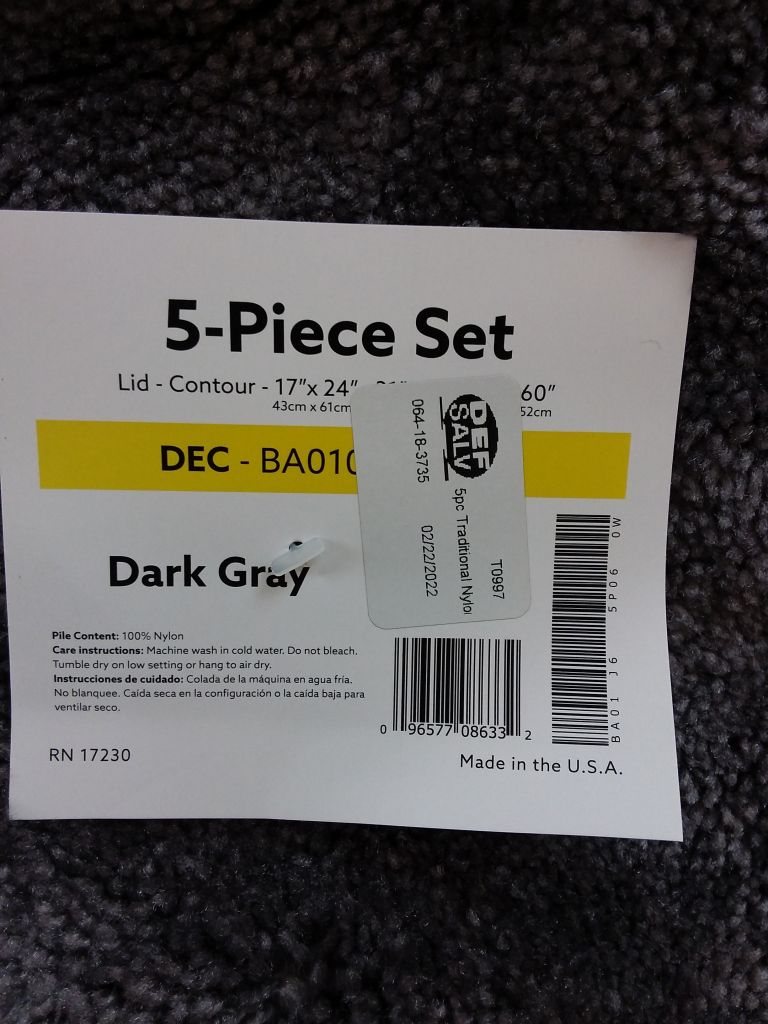 5-Piece Set
Lid - Contour - 17"x 24" 60"
43cm x 61cm 52cm
DEC - BA010
Dark Gray
DEF
SALV
064-18-3735
5pc Traditional Nylo
02/22/2022
T0997
Pile Content: 100% Nylon
Care instructions: Machine wash in cold water. Do not bleach.
Tumble dry on low setting or hang to air dry.
Instrucciones de cuidado: Colada de la máquina en agua fría.
No blanquee. Caída seca en la configuración o la caída baja para
ventilar seco.
RN 17230
0 96577 08633 2
BA01 J6 5P06 0W
Made in the U.S.A.